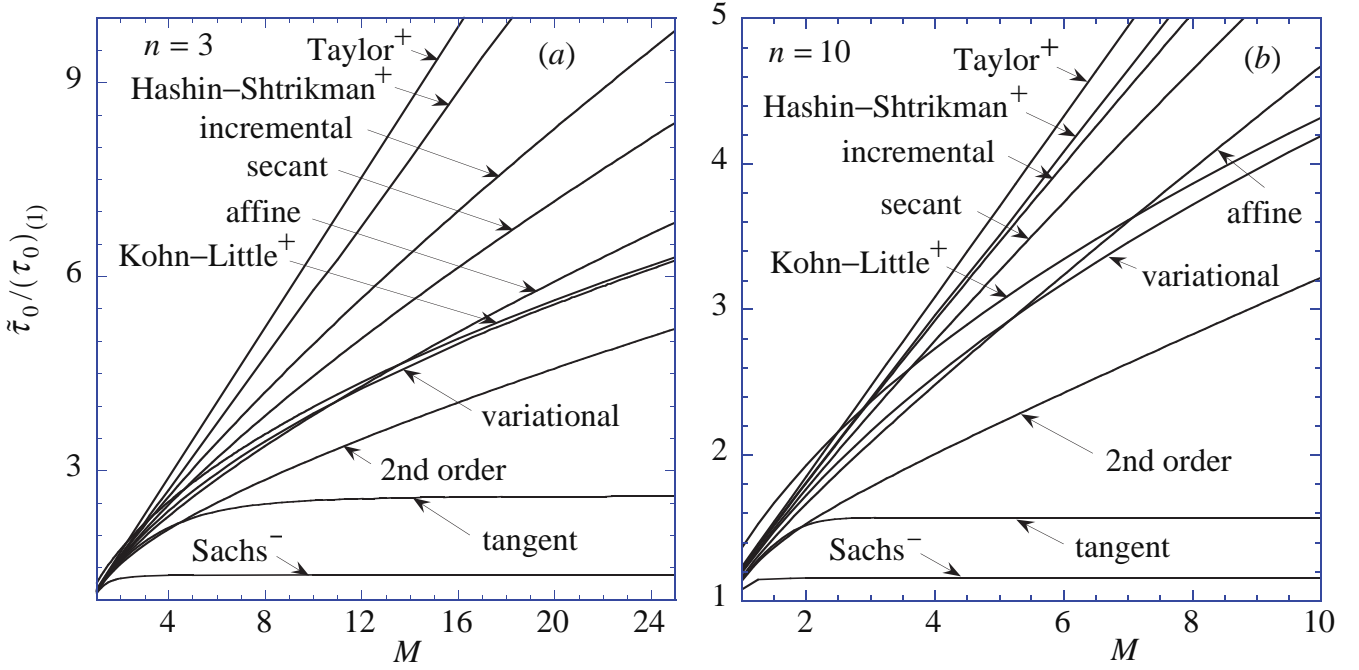 n = 3
(a)
Taylor+
Hashin–Shtrikman+
incremental
secant
affine
Kohn–Little+
variational
2nd order
tangent
Sachs−
9
6
3
4 8 12 16 20 24
M
τ̃0/(τ0)(1)
n = 10
(b)
Taylor+
Hashin–Shtrikman+
incremental
secant
Kohn–Little+
affine
variational
2nd order
tangent
Sachs−
5
4
3
2
1
2 4 6 8 10
M